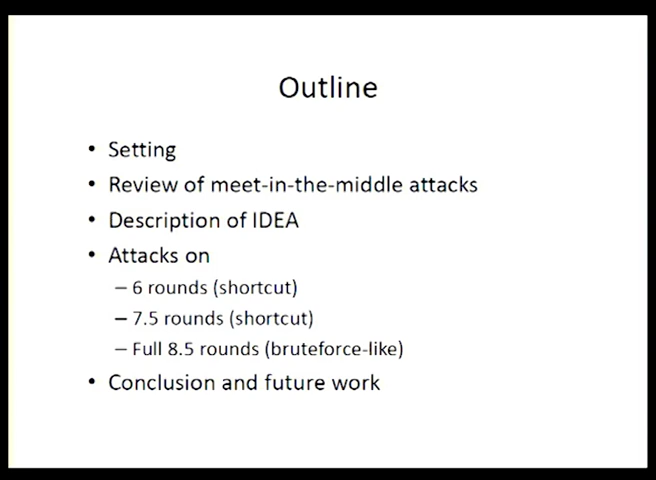 Outline
• Setting
• Review of meet-in-the-middle attacks
• Description of IDEA
• Attacks on
– 6 rounds (shortcut)
– 7.5 rounds (shortcut)
– Full 8.5 rounds (bruteforce-like)
• Conclusion and future work